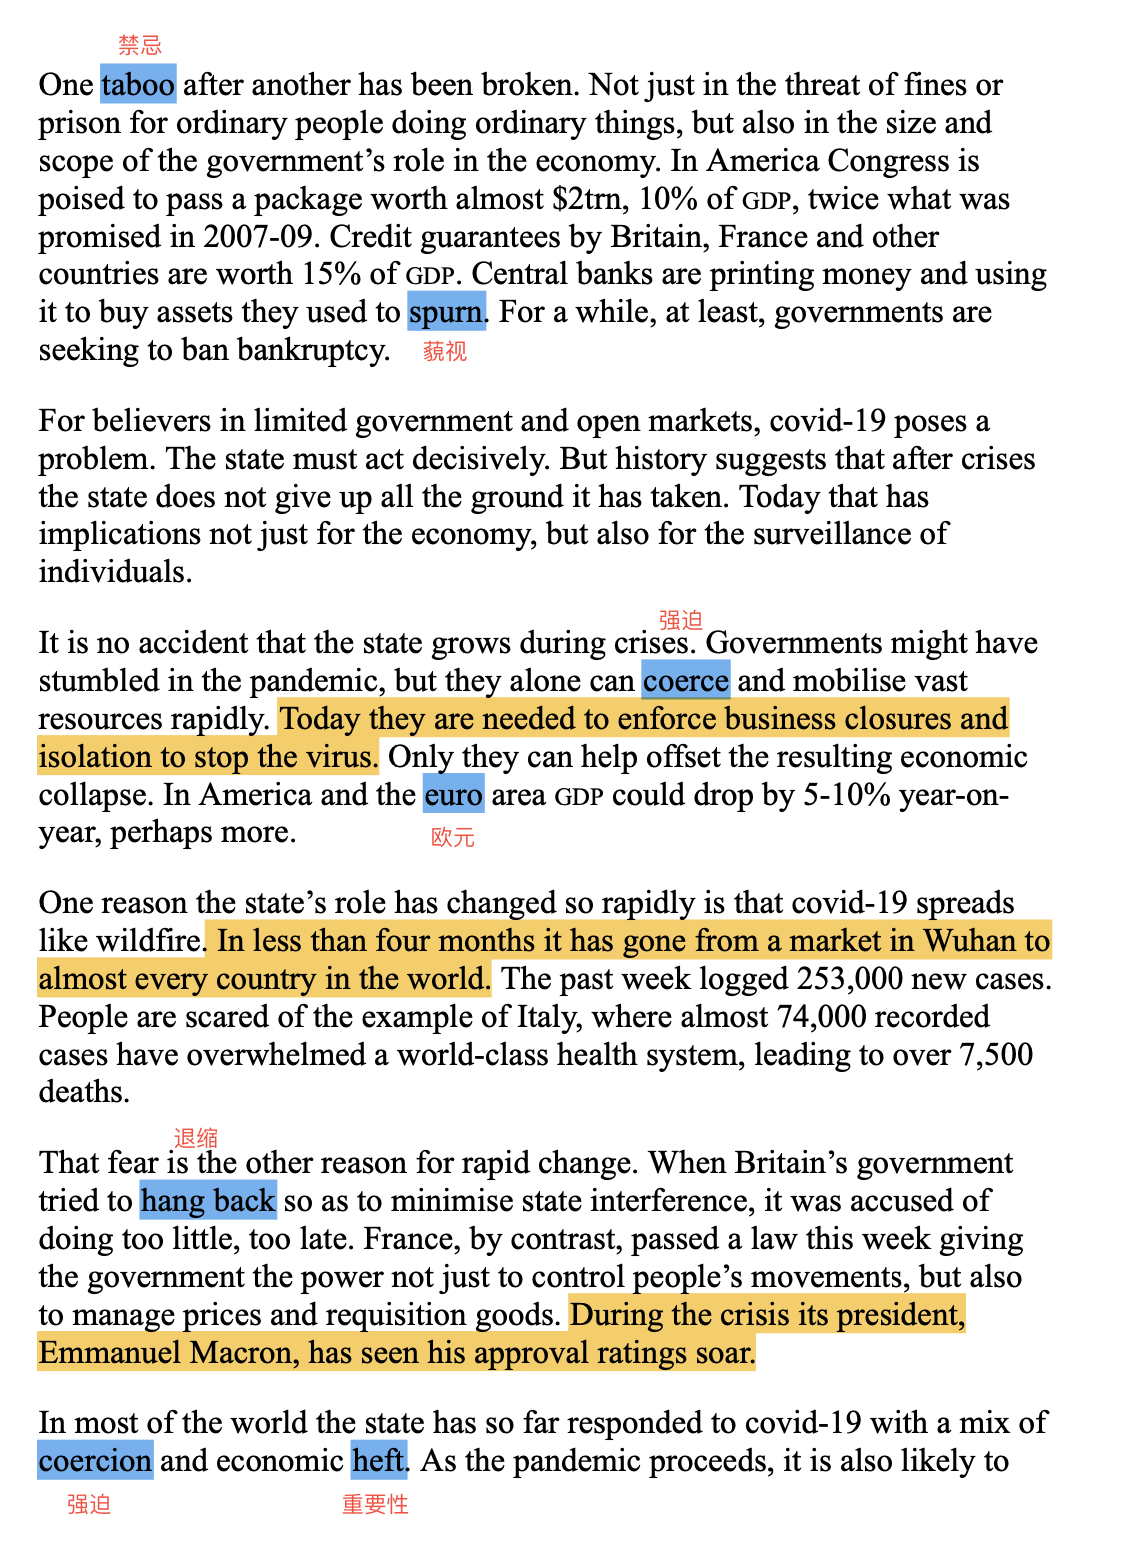 禁忌
One taboo after another has been broken. Not just in the threat of fines or
prison for ordinary people doing ordinary things, but also in the size and
scope of the government’s role in the economy. In America Congress is
poised to pass a package worth almost $2trn, 10% of GDP, twice what was
promised in 2007-09. Credit guarantees by Britain, France and other
countries are worth 15% of GDP. Central banks are printing money and using
it to buy assets they used to spurn. For a while, at least, governments are
seeking to ban bankruptcy.
藐视
For believers in limited government and open markets, covid-19 poses a
problem. The state must act decisively. But history suggests that after crises
the state does not give up all the ground it has taken. Today that has
implications not just for the economy, but also for the surveillance of
individuals.
强迫
It is no accident that the state grows during crises. Governments might have
stumbled in the pandemic, but they alone can coerce and mobilise vast
resources rapidly. Today they are needed to enforce business closures and
isolation to stop the virus. Only they can help offset the resulting economic
collapse. In America and the euro area GDP could drop by 5-10% year-on-
year, perhaps more.
欧元
One reason the state’s role has changed so rapidly is that covid-19 spreads
like wildfire. In less than four months it has gone from a market in Wuhan to
almost every country in the world. The past week logged 253,000 new cases.
People are scared of the example of Italy, where almost 74,000 recorded
cases have overwhelmed a world-class health system, leading to over 7,500
deaths.
退缩
That fear is the other reason for rapid change. When Britain’s government
tried to hang back so as to minimise state interference, it was accused of
doing too little, too late. France, by contrast, passed a law this week giving
the government the power not just to control people’s movements, but also
to manage prices and requisition goods. During the crisis its president,
Emmanuel Macron, has seen his approval ratings soar.
In most of the world the state has so far responded to covid-19 with a mix of
coercion and economic heft. As the pandemic proceeds, it is also likely to
强迫
重要性